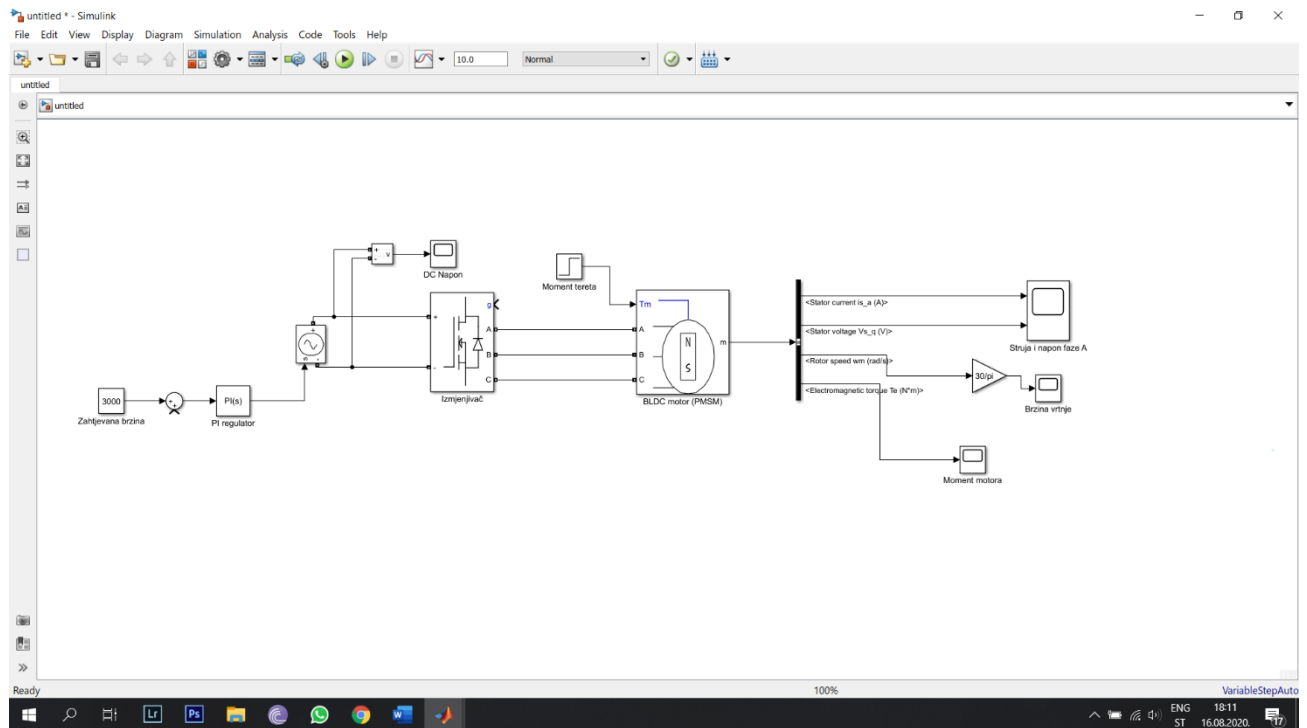 untitled * - Simulink
File Edit View Display Diagram Simulation Analysis Code Tools Help
10.0 Normal
untitled
untitled
+
-
v
DC Napon
Moment tereta
g
+
A
B
-
C
Izmjenjivač
Tm
A
B
C
N
S
m
BLDC motor (PMSM)
<Stator current is_a (A)>
<Stator voltage Vs_q (V)>
<Rotor speed wm (rad/s)>
<Electromagnetic torque Te (N*m)>
Struja i napon faze A
30/pi
Brzina vrtnje
Moment motora
+
s
-
3000
Zahtjevana brzina
PI(s)
PI regulator
Ready 100% VariableStepAuto
Lr Ps
ENG 18:11
ST 16.08.2020. 17